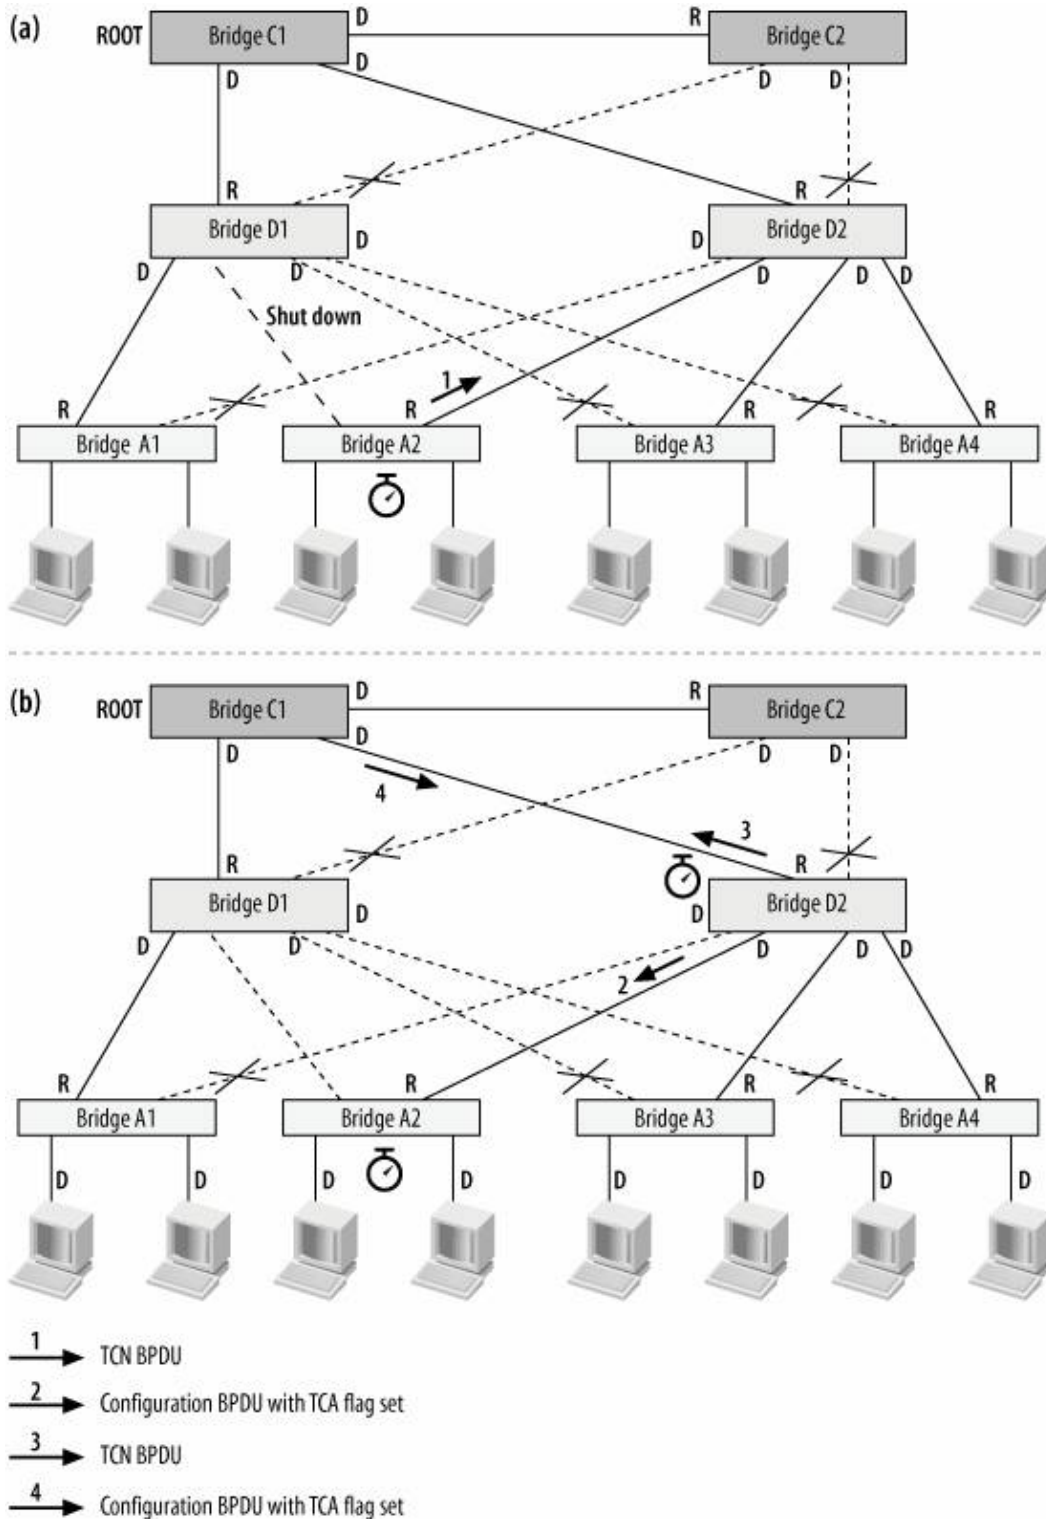 (a)
ROOT
Bridge C1
D
R
Bridge C2
D
D
D
D
R
R
Bridge D1
D
D
Bridge D2
D
D
D
D
D
Shut down
1
R
R
R
R
Bridge A1
Bridge A2
Bridge A3
Bridge A4
(b)
ROOT
Bridge C1
D
R
Bridge C2
D
D
D
D
4
3
R
R
Bridge D1
D
D
Bridge D2
D
D
D
D
D
2
R
R
R
R
Bridge A1
Bridge A2
Bridge A3
Bridge A4
D
D
D
D
D
D
D
D
1 TCN BPDU
2 Configuration BPDU with TCA flag set
3 TCN BPDU
4 Configuration BPDU with TCA flag set